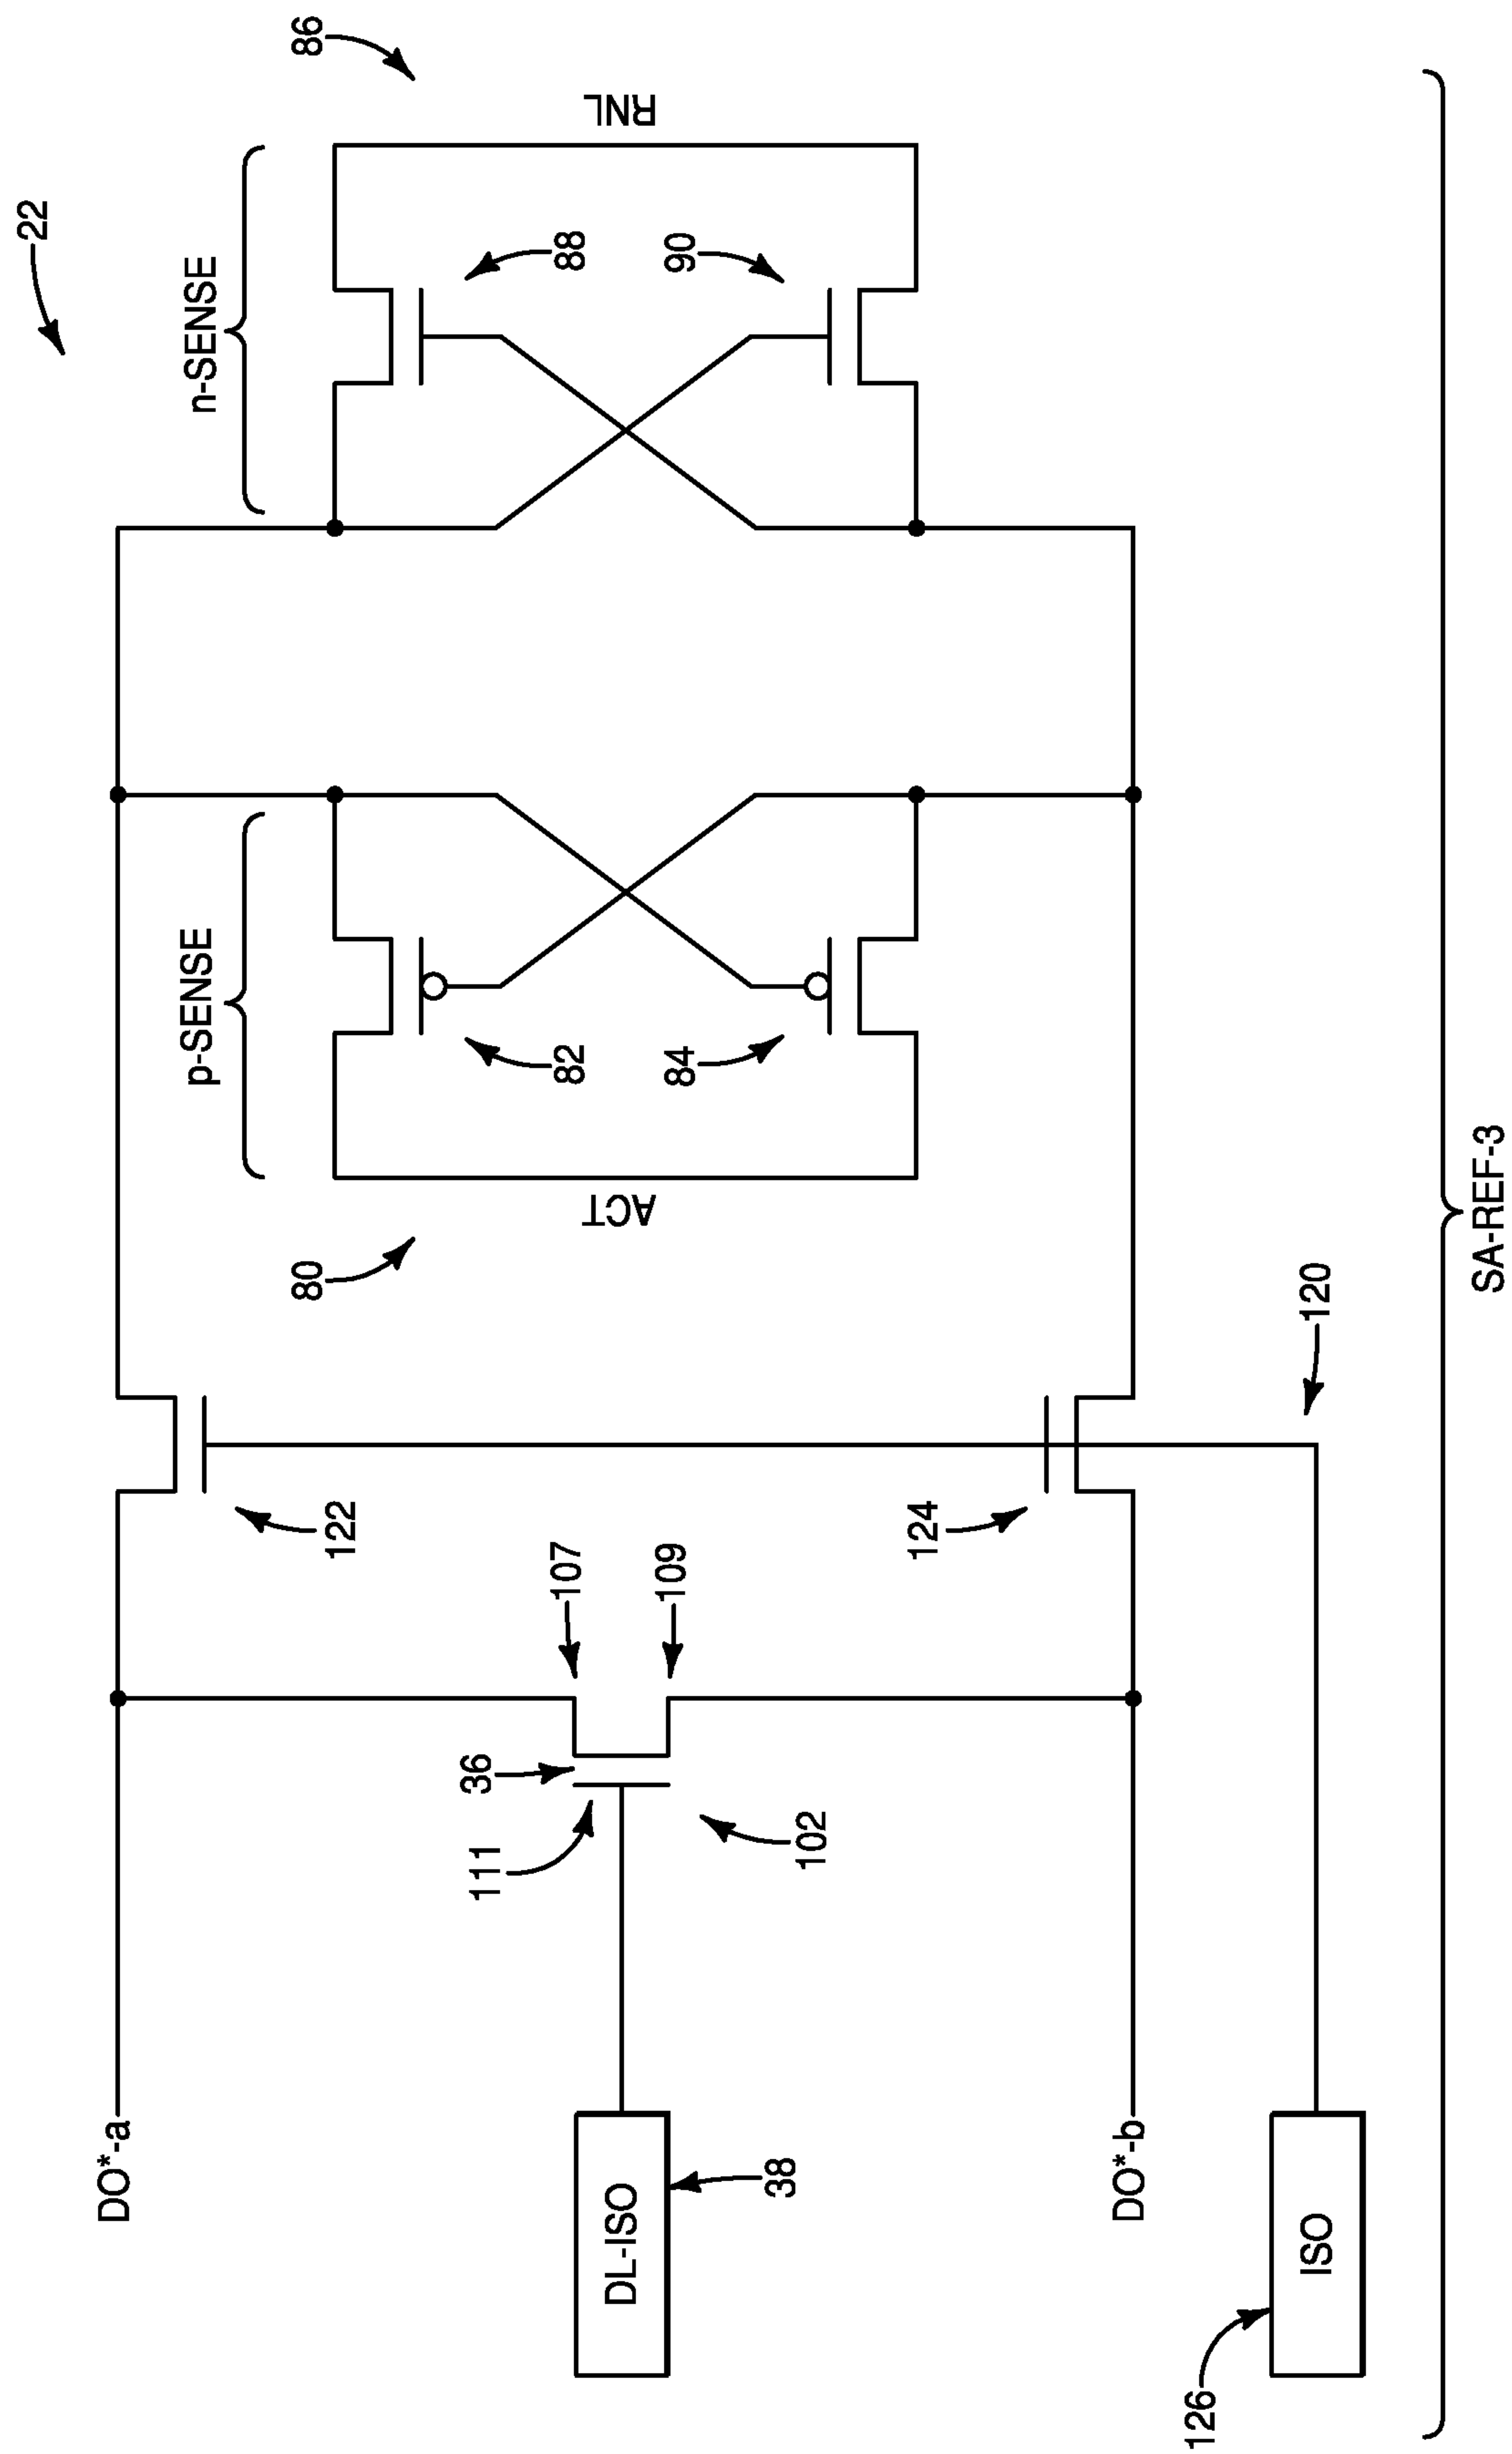 22
n-SENSE
86
RNL
88
90
p-SENSE
82
84
ACT
80
120
122
124
107
109
36
111
102
DO*-a
DL-ISO
38
DO*-b
ISO
126
SA-REF-3